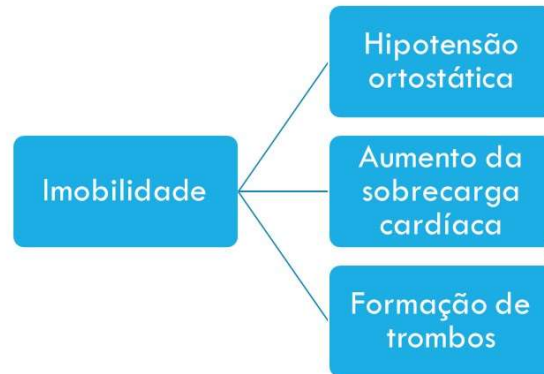 Imobilidade
Hipotensão
ortostática
Aumento da
sobrecarga
cardíaca
Formação de
trombos